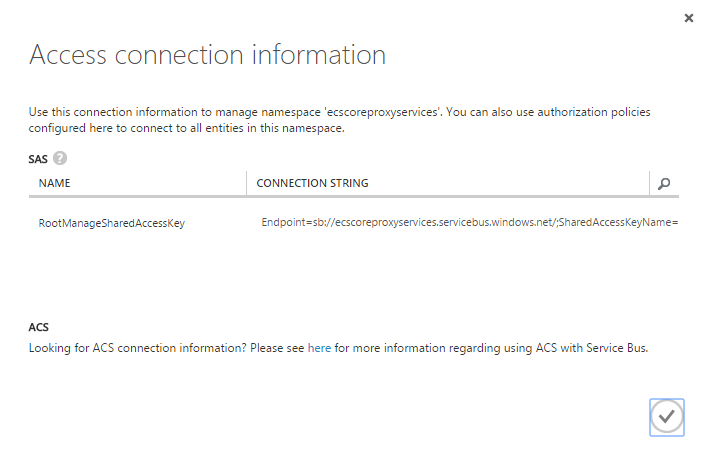 Access connection information
Use this connection information to manage namespace 'ecscoreproxyservices'. You can also use authorization policies
configured here to connect to all entities in this namespace.
SAS ?
NAME CONNECTION STRING
RootManageSharedAccessKey Endpoint=sb://ecscoreproxyservices.servicebus.windows.net/;SharedAccessKeyName=
ACS
Looking for ACS connection information? Please see here for more information regarding using ACS with Service Bus.